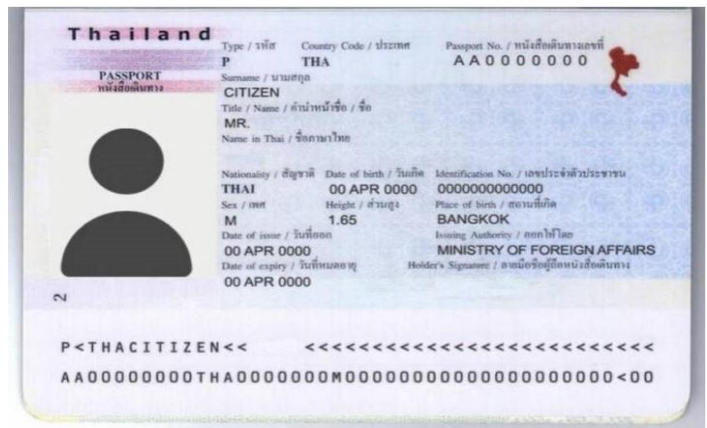 Thailand
PASSPORT
หนังสือเดินทาง
Type / รหัส Country Code / ประเทศ Passport No. / หนังสือเดินทางเลขที่
P THA AA0000000
Surname / นามสกุล
CITIZEN
Title / Name / คำนำหน้าชื่อ / ชื่อ
MR.
Name in Thai / ชื่อภาษาไทย
Nationality / สัญชาติ Date of birth / วันเกิด Identification No. / เลขประจำตัวประชาชน
THAI 00 APR 0000 0000000000000
Sex / เพศ Height / ส่วนสูง Place of birth / สถานที่เกิด
M 1.65 BANGKOK
Date of issue / วันที่ออก Issuing Authority / ออกให้โดย
00 APR 0000 MINISTRY OF FOREIGN AFFAIRS
Date of expiry / วันที่หมดอายุ Holder's Signature / ลายมือชื่อผู้ถือหนังสือเดินทาง
00 APR 0000
2
P<THACITIZEN<< <<<<<<<<<<<<<<<<<<<<<<<<<<
AA00000000THA0000000M0000000000000000000000<00